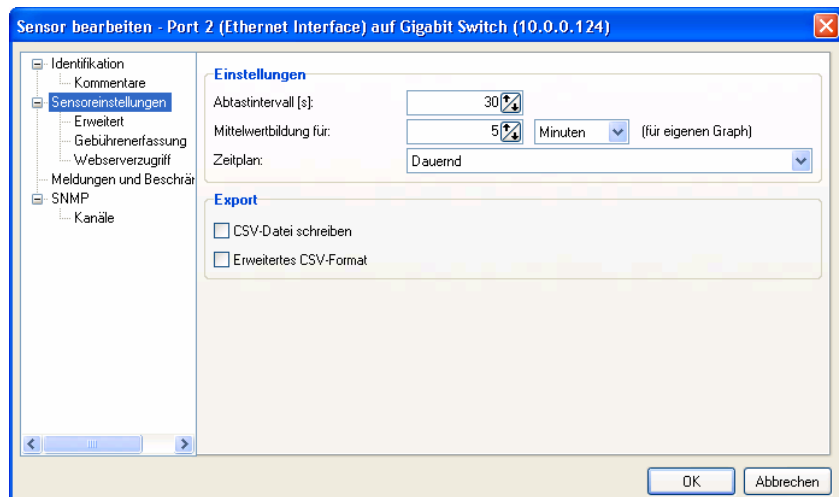 Sensor bearbeiten - Port 2 (Ethernet Interface) auf Gigabit Switch (10.0.0.124)
Identifikation
Kommentare
Sensoreinstellungen
Erweitert
Gebührenerfassung
Webserverzugriff
Meldungen und Beschrär
SNMP
Kanäle
Einstellungen
Abtastintervall [s]: 30
Mittelwertbildung für: 5 Minuten (für eigenen Graph)
Zeitplan: Dauernd
Export
CSV-Datei schreiben
Erweitertes CSV-Format
OK Abbrechen